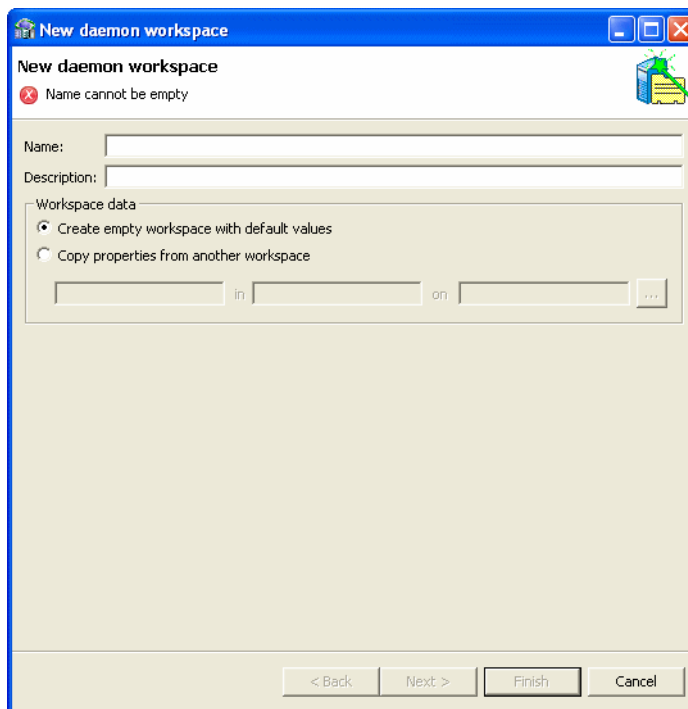 New daemon workspace
New daemon workspace
Name cannot be empty
Name:
Description:
Workspace data
Create empty workspace with default values
Copy properties from another workspace
in on ...
< Back Next > Finish Cancel